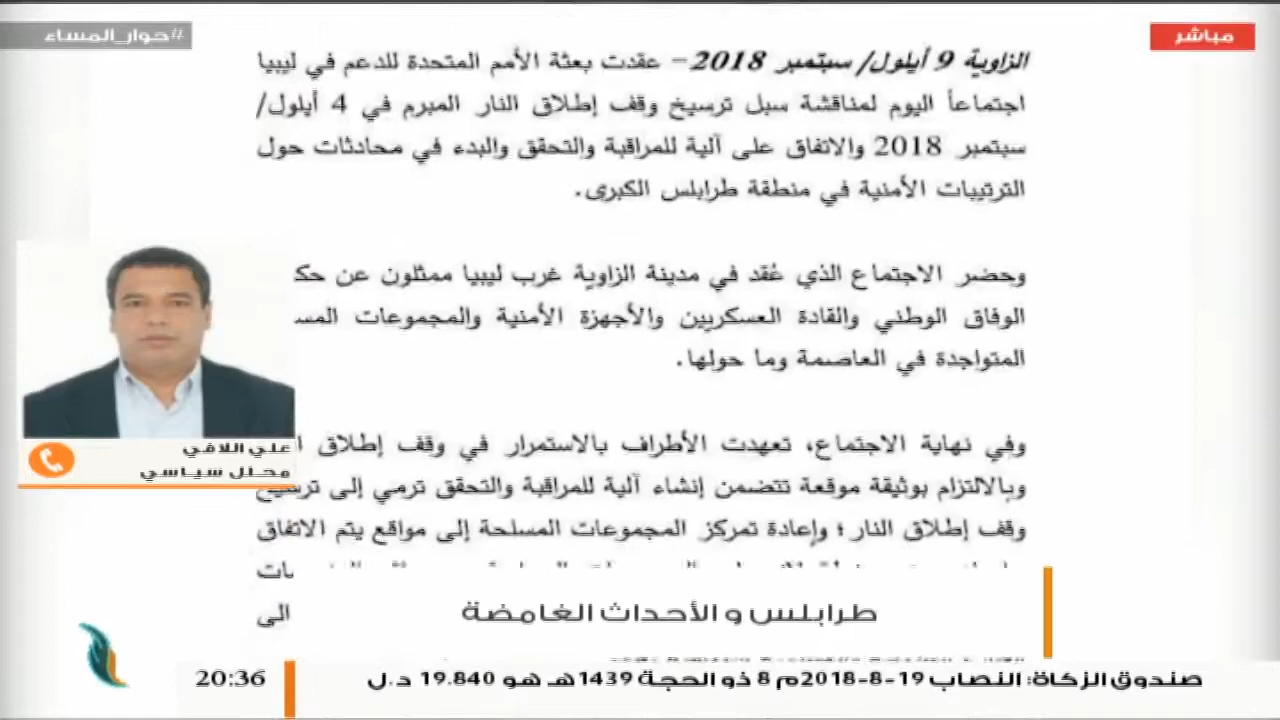 #حوار_المساء
مباشر
الزاوية 9 أيلول/ سبتمبر 2018 – عقدت بعثة الأمم المتحدة للدعم في ليبيا
اجتماعاً اليوم لمناقشة سبل ترسيخ وقف إطلاق النار المبرم في 4 أيلول/
سبتمبر 2018 والاتفاق على آلية للمراقبة والتحقق والبدء في محادثات حول
الترتيبات الأمنية في منطقة طرابلس الكبرى.
وحضر الاجتماع الذي عُقد في مدينة الزاوية غرب ليبيا ممثلون عن
الوفاق الوطني والقادة العسكريين والأجهزة الأمنية والمجموعات
المتواجدة في العاصمة وما حولها.
وفي نهاية الاجتماع، تعهدت الأطراف بالاستمرار في وقف إطلاق
وبالالتزام بوثيقة موقعة تتضمن إنشاء آلية للمراقبة والتحقق ترمي إلى ترسيخ
وقف إطلاق النار؛ وإعادة تمركز المجموعات المسلحة إلى مواقع يتم الاتفاق
علي اللافي
محلل سياسي
طرابلس و الأحداث الغامضة
صندوق الزكاة: النصاب 19-8-2018م 8 ذو الحجة 1439هـ هو 19.840 د.ل
20:36